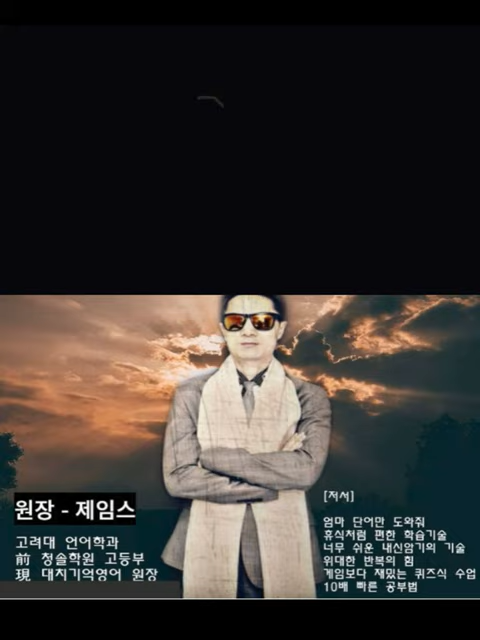 원장 - 제임스
고려대 언어학과
前 청솔학원 고등부
現 대치기억영어 원장
[저서]
엄마 단어만 도와줘
휴식처럼 편한 학습기술
너무 쉬운 내신암기의 기술
위대한 반복의 힘
게임보다 재밌는 퀴즈식 수업
10배 빠른 공부법